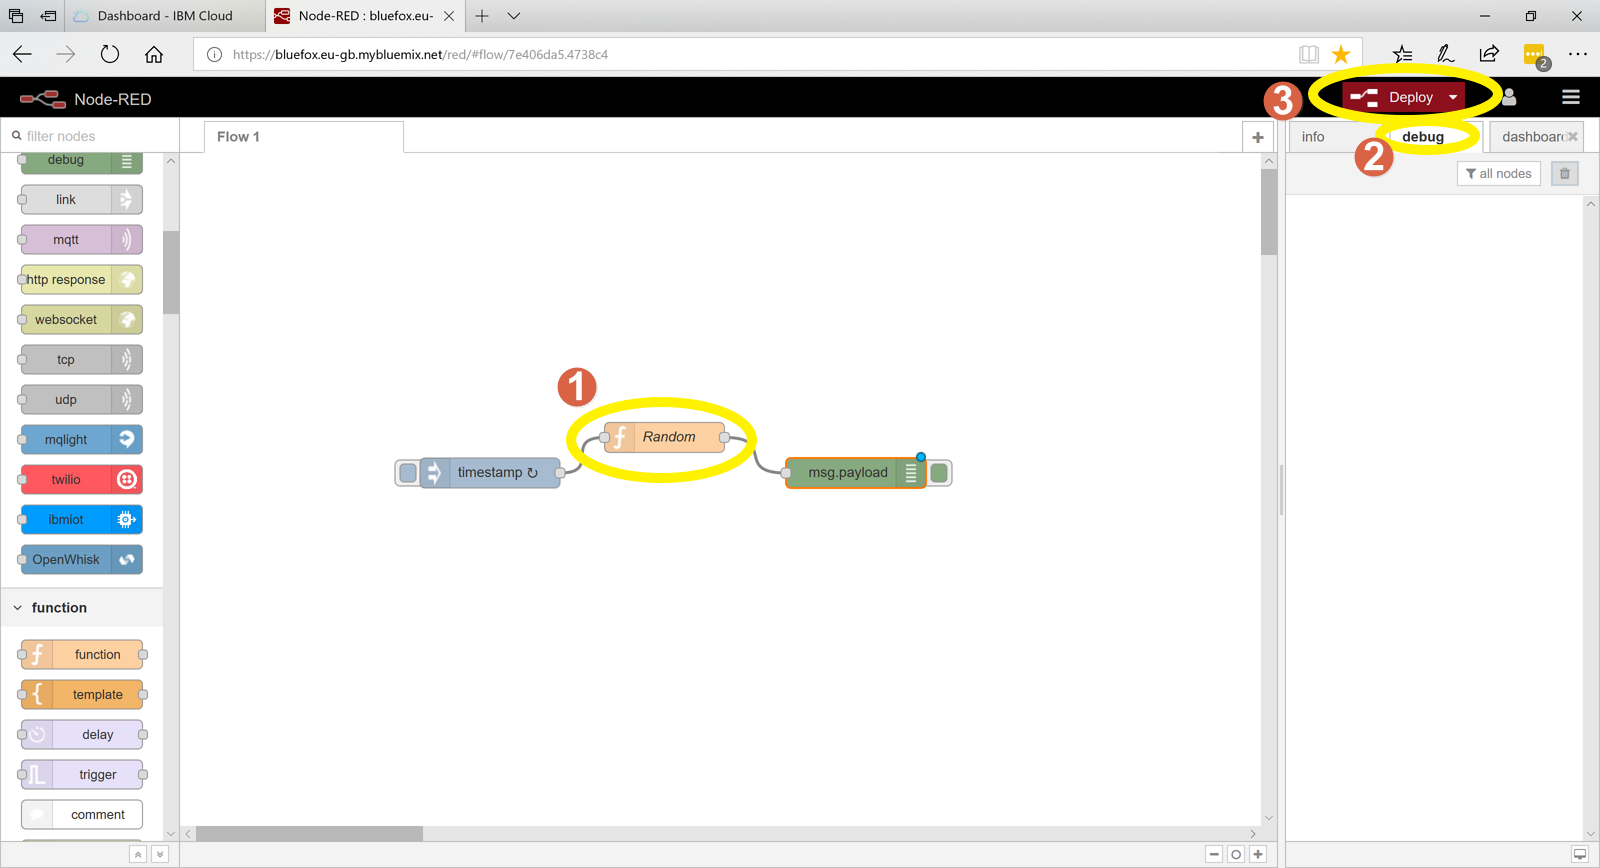 Dashboard - IBM Cloud
Node-RED : bluefox.eu-
https://bluefox.eu-gb.mybluemix.net/red/#flow/7e406da5.4738c4
2
Node-RED
3
Deploy
filter nodes
Flow 1
info
debug
dashboard
2
all nodes
debug
link
mqtt
http response
websocket
tcp
udp
mqlight
twilio
ibmiot
OpenWhisk
function
function
template
delay
trigger
comment
1
Random
timestamp ↻
msg.payload